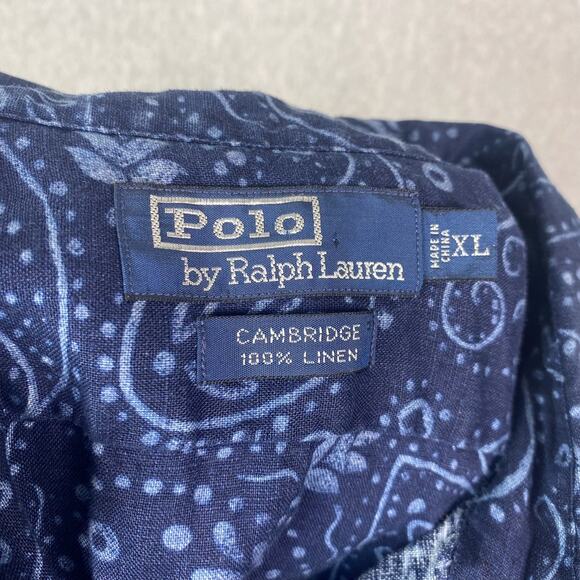 Polo
by Ralph Lauren
MADE IN
CHINA
XL
CAMBRIDGE
100% LINEN